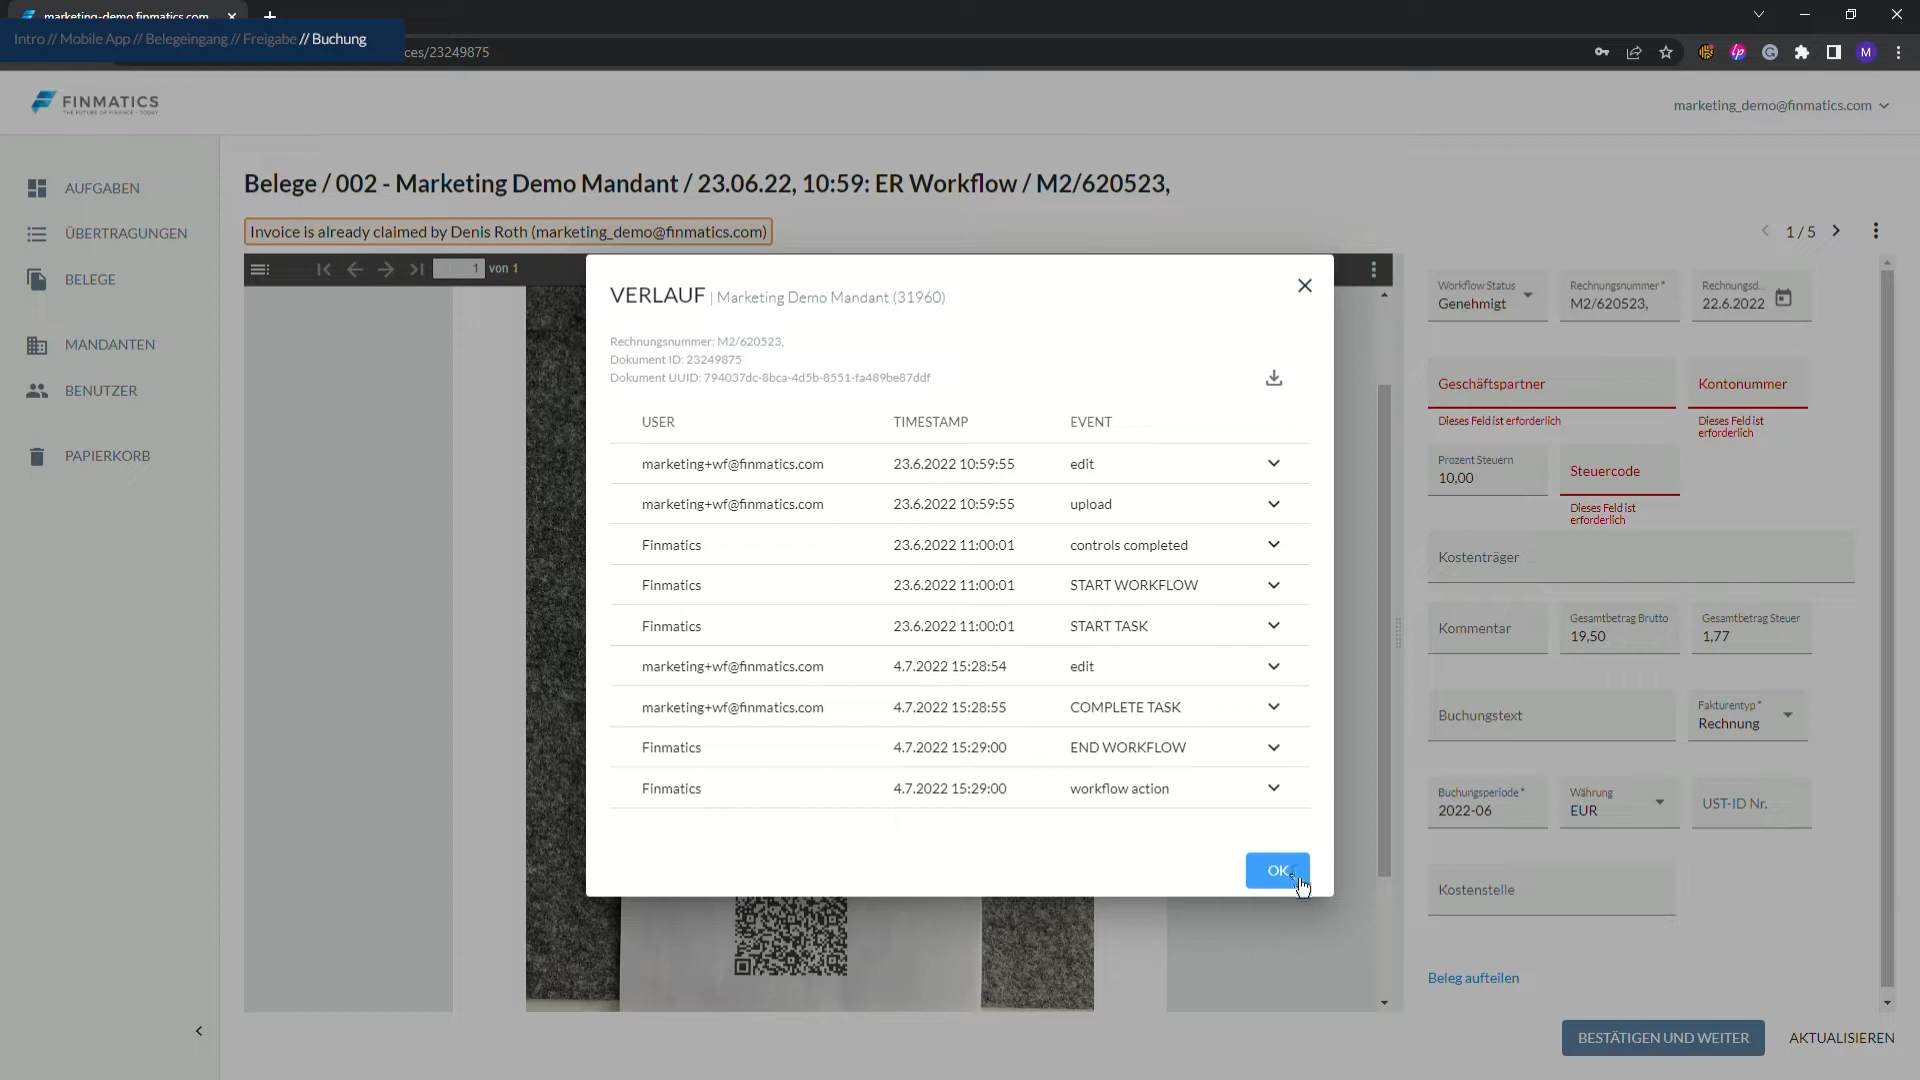 marketing-demo.finmatics.com
Intro // Mobile App // Belegeingang // Freigabe // Buchung
ces/23249875
M
FINMATICS
THE FUTURE OF FINANCE - TODAY
marketing_demo@finmatics.com
AUFGABEN
ÜBERTRAGUNGEN
BELEGE
MANDANTEN
BENUTZER
PAPIERKORB
Belege / 002 - Marketing Demo Mandant / 23.06.22, 10:59: ER Workflow / M2/620523,
Invoice is already claimed by Denis Roth (marketing_demo@finmatics.com)
1 / 5
1 von 1
VERLAUF | Marketing Demo Mandant (31960)
Rechnungsnummer: M2/620523,
Dokument ID: 23249875
Dokument UUID: 794037dc-8bca-4d5b-8551-fa489be87ddf
USER TIMESTAMP EVENT
marketing+wf@finmatics.com 23.6.2022 10:59:55 edit
marketing+wf@finmatics.com 23.6.2022 10:59:55 upload
Finmatics 23.6.2022 11:00:01 controls completed
Finmatics 23.6.2022 11:00:01 START WORKFLOW
Finmatics 23.6.2022 11:00:01 START TASK
marketing+wf@finmatics.com 4.7.2022 15:28:54 edit
marketing+wf@finmatics.com 4.7.2022 15:28:55 COMPLETE TASK
Finmatics 4.7.2022 15:29:00 END WORKFLOW
Finmatics 4.7.2022 15:29:00 workflow action
OK
Workflow Status Rechnungsnummer * Rechnungsd...
Genehmigt M2/620523, 22.6.2022
Geschäftspartner Kontonummer
Dieses Feld ist erforderlich Dieses Feld ist
erforderlich
Prozent Steuern
10,00 Steuercode
Dieses Feld ist
erforderlich
Kostenträger
Kommentar Gesamtbetrag Brutto Gesamtbetrag Steuer
19,50 1,77
Buchungstext Fakturentyp *
Rechnung
Buchungsperiode * Währung UST-ID Nr.
2022-06 EUR
Kostenstelle
Beleg aufteilen
BESTÄTIGEN UND WEITER AKTUALISIEREN